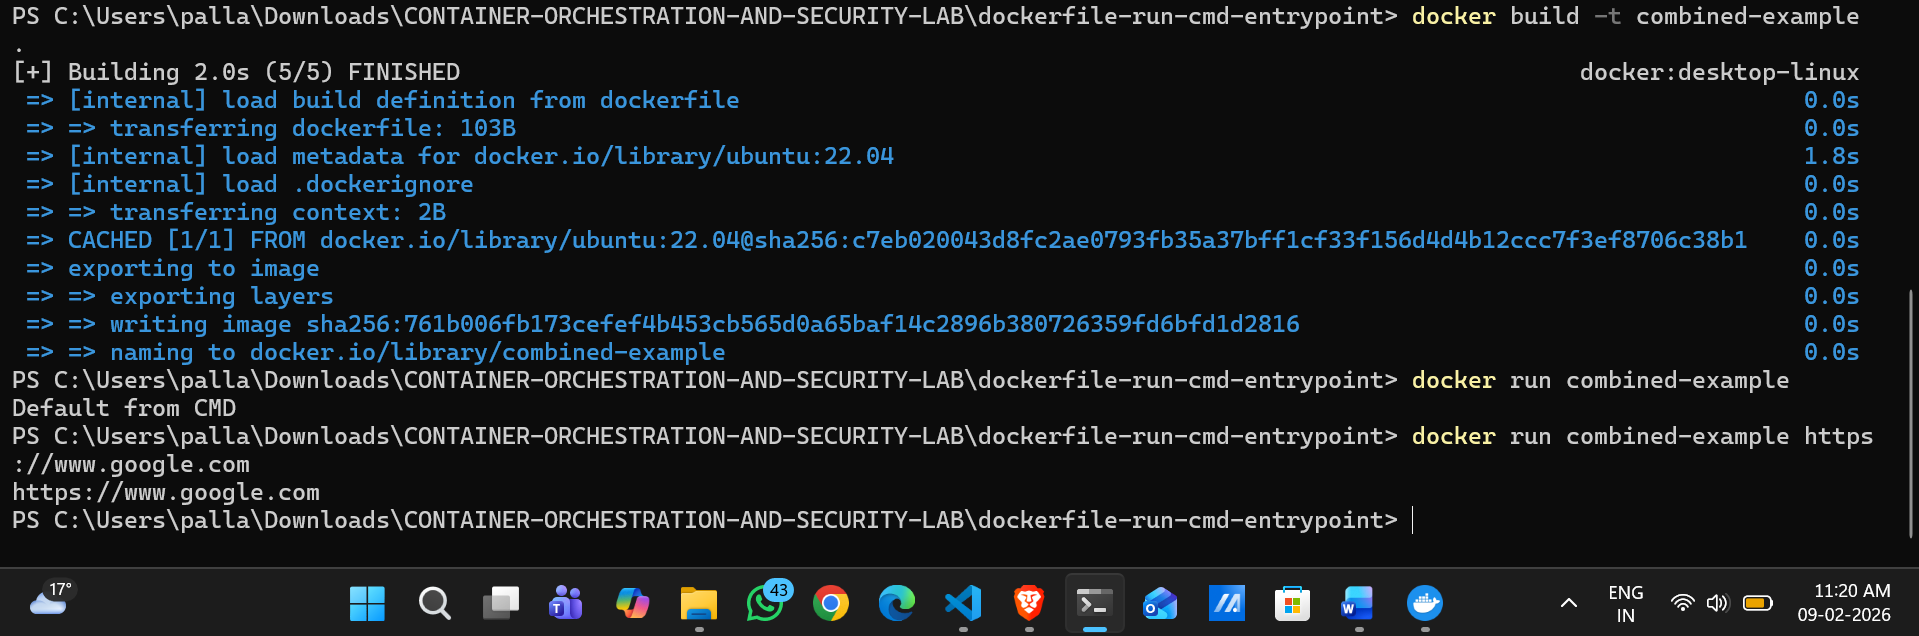 PS C:\Users\palla\Downloads\CONTAINER-ORCHESTRATION-AND-SECURITY-LAB\dockerfile-run-cmd-entrypoint> docker build -t combined-example
.
[+] Building 2.0s (5/5) FINISHED docker:desktop-linux
=> [internal] load build definition from dockerfile 0.0s
=> => transferring dockerfile: 103B 0.0s
=> [internal] load metadata for docker.io/library/ubuntu:22.04 1.8s
=> [internal] load .dockerignore 0.0s
=> => transferring context: 2B 0.0s
=> CACHED [1/1] FROM docker.io/library/ubuntu:22.04@sha256:c7eb020043d8fc2ae0793fb35a37bff1cf33f156d4d4b12ccc7f3ef8706c38b1 0.0s
=> exporting to image 0.0s
=> => exporting layers 0.0s
=> => writing image sha256:761b006fb173cefef4b453cb565d0a65baf14c2896b380726359fd6bfd1d2816 0.0s
=> => naming to docker.io/library/combined-example 0.0s
PS C:\Users\palla\Downloads\CONTAINER-ORCHESTRATION-AND-SECURITY-LAB\dockerfile-run-cmd-entrypoint> docker run combined-example
Default from CMD
PS C:\Users\palla\Downloads\CONTAINER-ORCHESTRATION-AND-SECURITY-LAB\dockerfile-run-cmd-entrypoint> docker run combined-example https
://www.google.com
https://www.google.com
PS C:\Users\palla\Downloads\CONTAINER-ORCHESTRATION-AND-SECURITY-LAB\dockerfile-run-cmd-entrypoint>
17°
43
ENG
IN
11:20 AM
09-02-2026